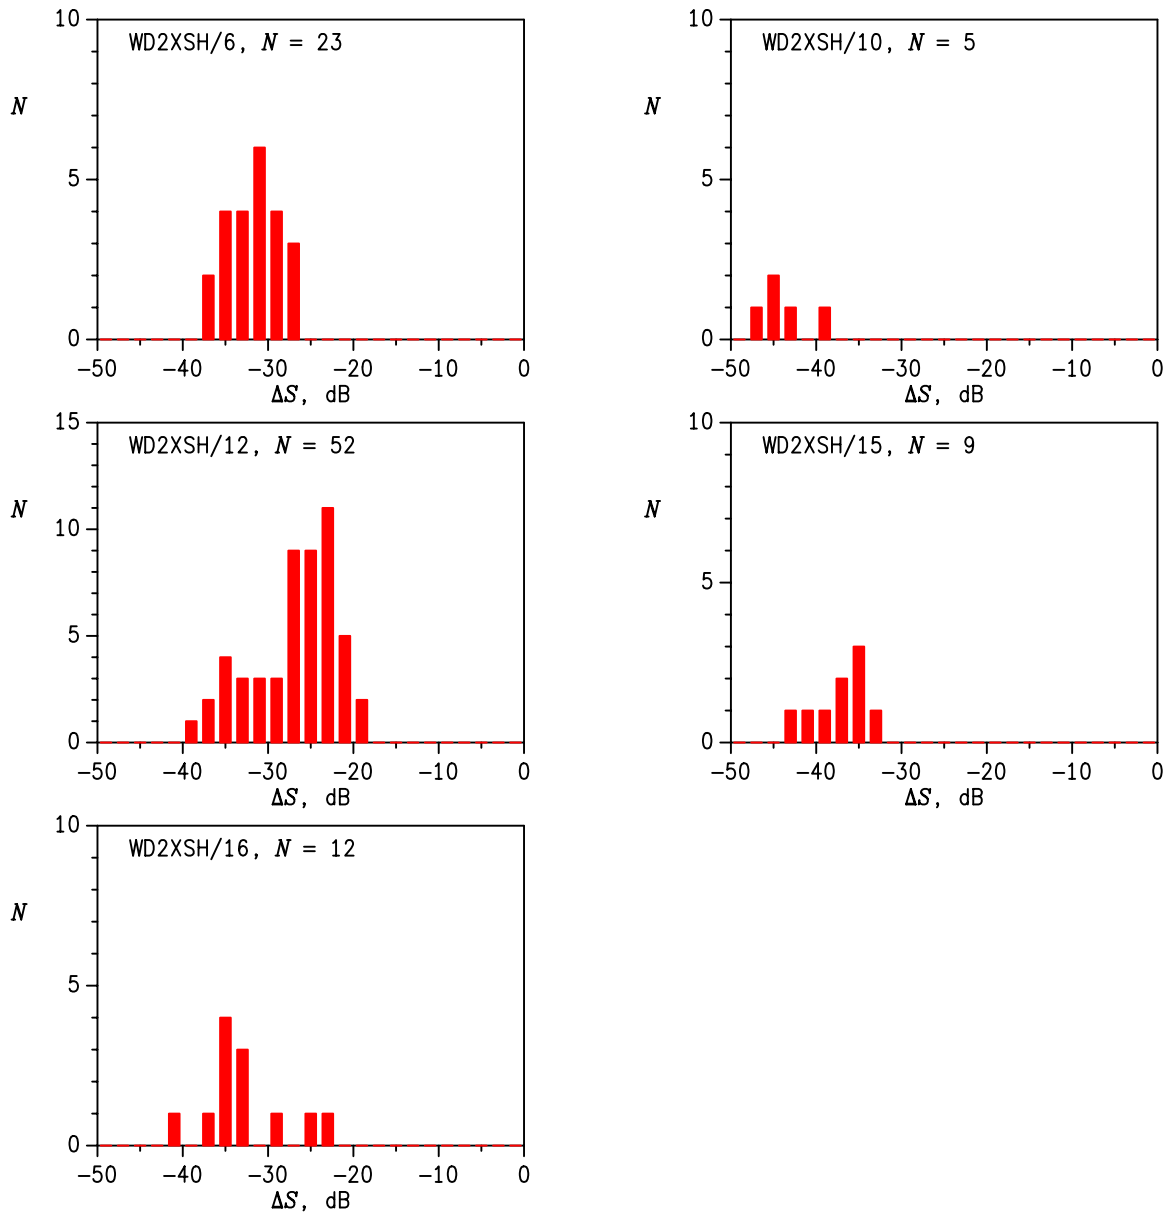 10
WD2XSH/6, N = 23
N
5
0
−50 −40 −30 −20 −10 0
ΔS, dB
10
WD2XSH/10, N = 5
N
5
0
−50 −40 −30 −20 −10 0
ΔS, dB
15
WD2XSH/12, N = 52
N
10
5
0
−50 −40 −30 −20 −10 0
ΔS, dB
10
WD2XSH/15, N = 9
N
5
0
−50 −40 −30 −20 −10 0
ΔS, dB
10
WD2XSH/16, N = 12
N
5
0
−50 −40 −30 −20 −10 0
ΔS, dB